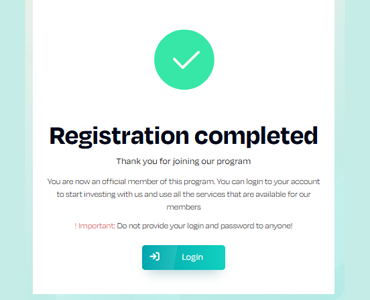 Registration completed
Thank you for joining our program
You are now an official member of this program. You can login to your account
to start investing with us and use all the services that are available for our
members
! Important: Do not provide your login and password to anyone!
Login